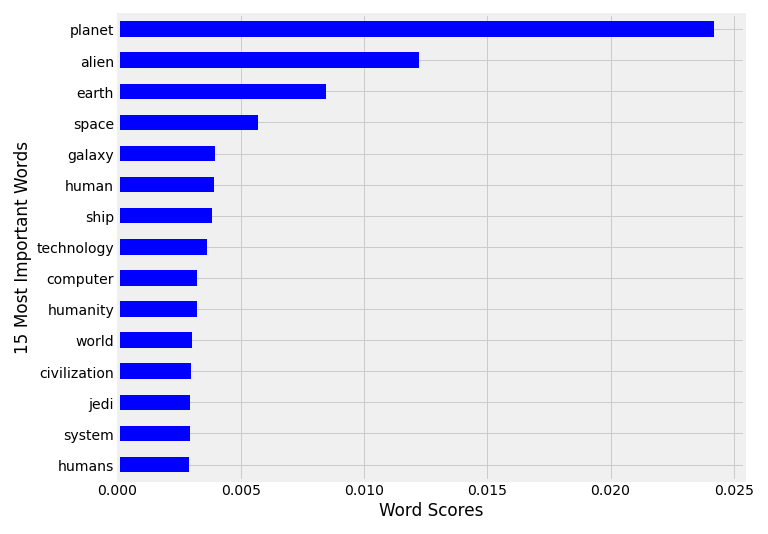 planet
alien
earth
space
galaxy
human
ship
technology
computer
humanity
world
civilization
jedi
system
humans
15 Most Important Words
0.000 0.005 0.010 0.015 0.020 0.025
Word Scores